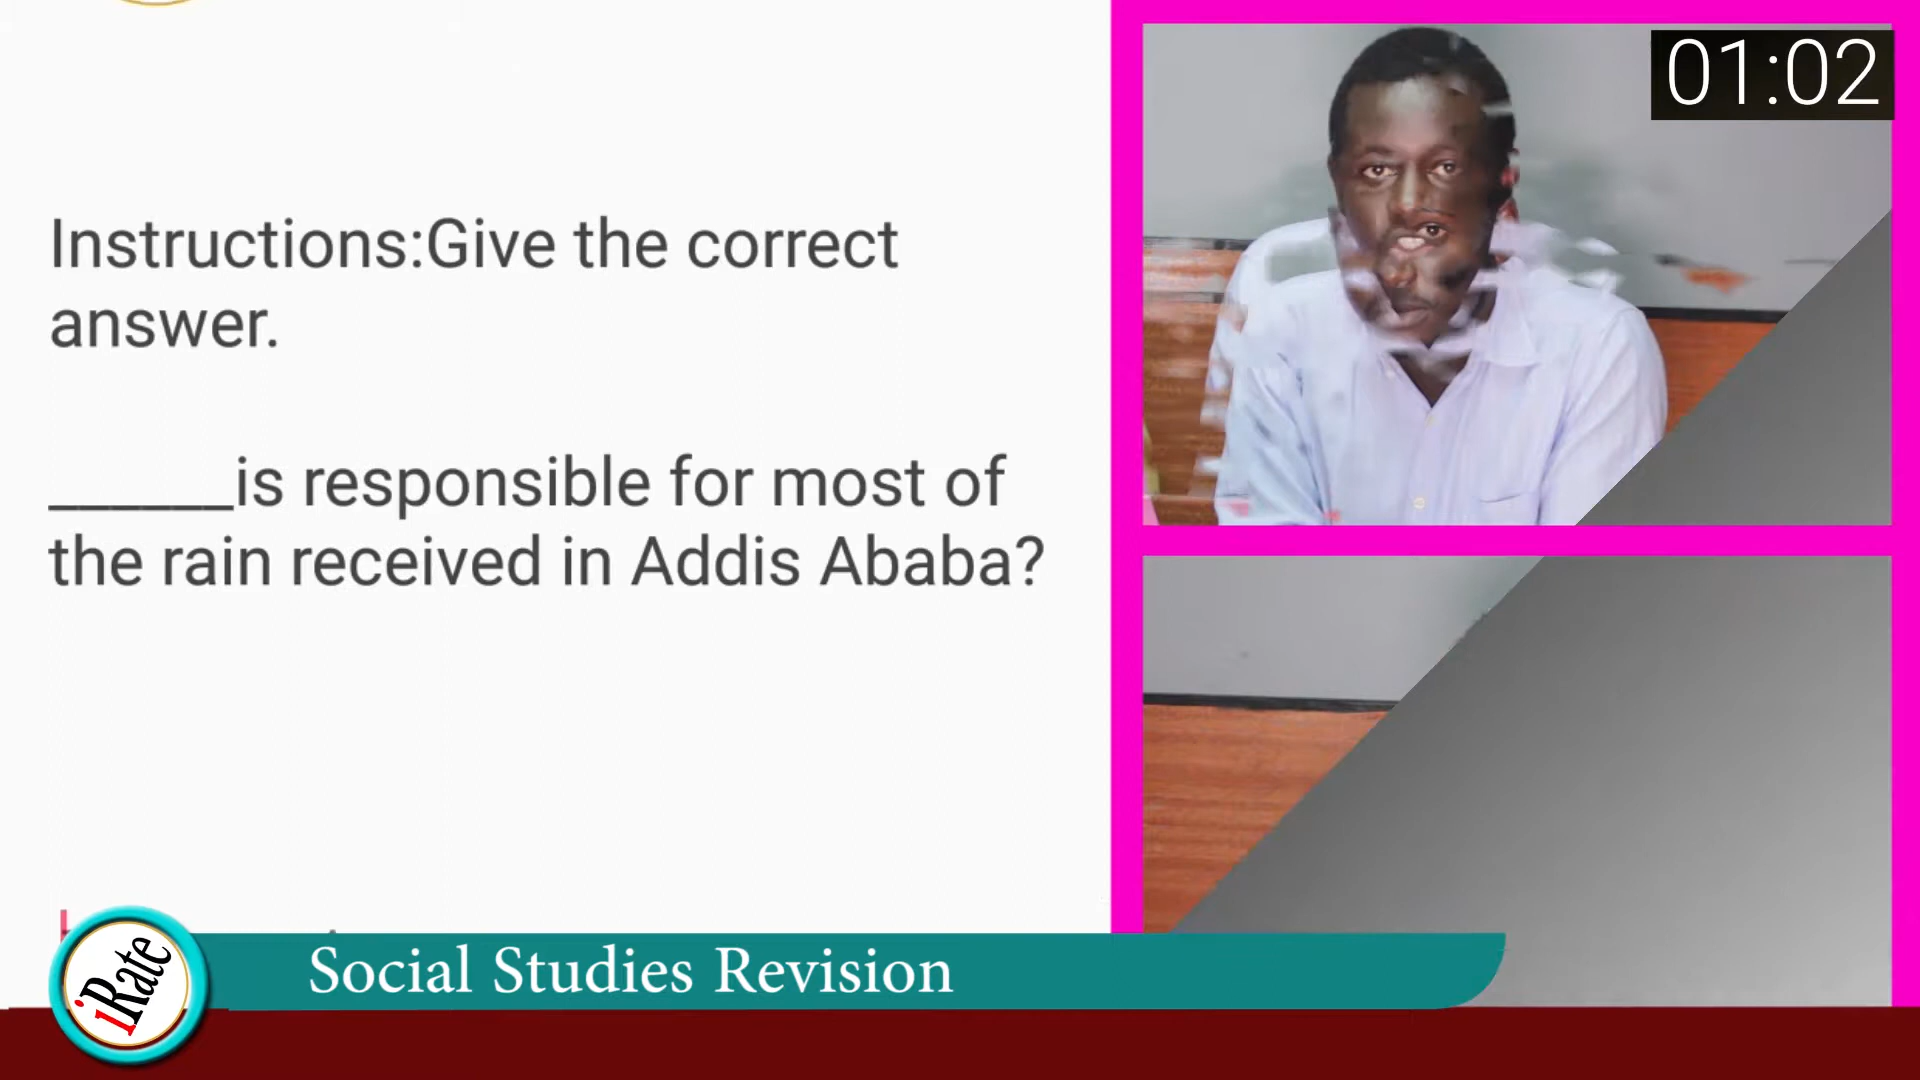 Instructions:Give the correct
answer.
______is responsible for most of
the rain received in Addis Ababa?
01:02
iRate
Social Studies Revision